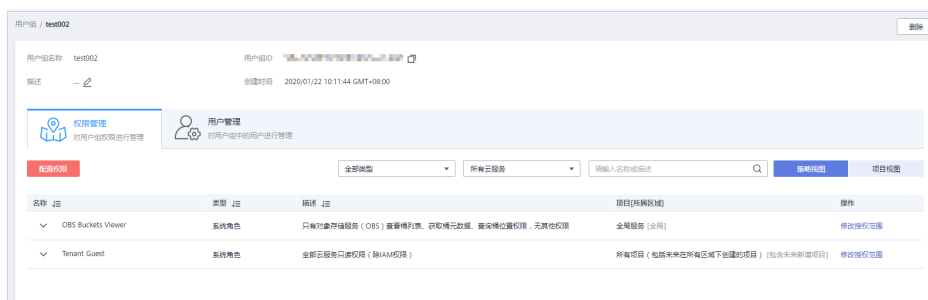 用户组 / test002
删除
用户组名称 test002 用户组ID
描述 -- 创建时间 2020/01/22 10:11:44 GMT+08:00
权限管理 用户管理
对用户组权限进行管理 对用户组中的用户进行管理
配置权限 全部类型 所有云服务 请输入名称或描述 策略视图 项目视图
名称 类型 描述 项目[所属区域] 操作
OBS Buckets Viewer 系统角色 只有对象存储服务（OBS）查看桶列表、获取桶元数据、查询桶位置权限，无其他权限 全局服务 [全局] 修改授权范围
Tenant Guest 系统角色 全部云服务只读权限（除IAM权限） 所有项目（包括未来在所有区域下创建的项目） [包含未来新增项目] 修改授权范围